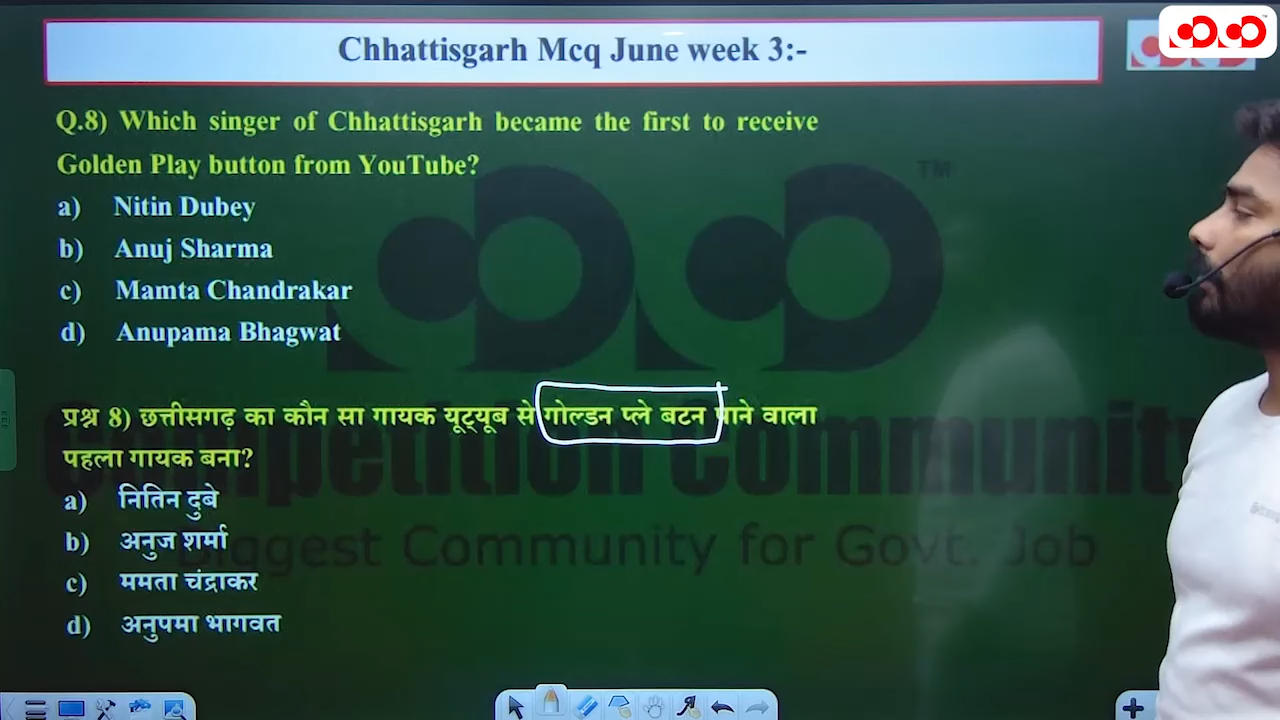 Chhattisgarh Mcq June week 3:-
Q.8) Which singer of Chhattisgarh became the first to receive
Golden Play button from YouTube?
a) Nitin Dubey
b) Anuj Sharma
c) Mamta Chandrakar
d) Anupama Bhagwat
प्रश्न 8) छत्तीसगढ़ का कौन सा गायक यूट्यूब से गोल्डन प्ले बटन पाने वाला
पहला गायक बना?
a) नितिन दुबे
b) अनुज शर्मा
c) ममता चंद्राकर
d) अनुपमा भागवत
Competition Community
Biggest Community for Govt. Job
TM